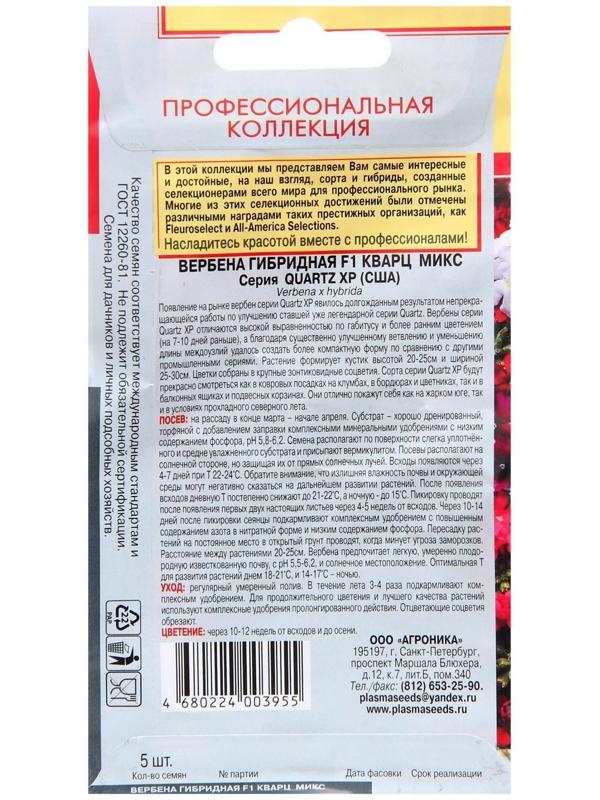 ПРОФЕССИОНАЛЬНАЯ
КОЛЛЕКЦИЯ
В этой коллекции мы представляем Вам самые интересные
и достойные, на наш взгляд, сорта и гибриды, созданные
селекционерами всего мира для профессионального рынка.
Многие из этих селекционных достижений были отмечены
различными наградами таких престижных организаций, как
Fleuroselect и All-America Selections.
Насладитесь красотой вместе с профессионалами!
ВЕРБЕНА ГИБРИДНАЯ F1 КВАРЦ МИКС
Серия QUARTZ XP (США)
Verbena x hybrida
Появление на рынке вербен серии Quartz XP явилось долгожданным результатом непрекра-
щающейся работы по улучшению ставшей уже легендарной серии Quartz. Вербены серии
Quartz XP отличаются высокой выравненностью по габитусу и более ранним цветением
(на 7-10 дней раньше), а благодаря существенно улучшенному ветвлению и уменьшению
длины междоузлий удалось создать более компактную форму по сравнению с другими
промышленными сериями. Растение формирует кустик высотой 20-25см и шириной
25-30см. Цветки собраны в крупные зонтиковидные соцветия. Сорта серии Quartz XP будут
прекрасно смотреться как в ковровых посадках на клумбах, в бордюрах и цветниках, так и в
балконных ящиках и подвесных корзинах. Они отлично покажут себя как на жарком юге, так
и в условиях прохладного северного лета.
ПОСЕВ: на рассаду в конце марта – начале апреля. Субстрат - хорошо дренированный,
торфяной с добавлением заправки комплексными минеральными удобрениями с низким
содержанием фосфора, pH 5,8-6,2. Семена располагают по поверхности слегка уплотнён-
ного и средне увлажненного субстрата и присыпают вермикулитом. Посевы располагают на
солнечной стороне, но защищая их от прямых солнечных лучей. Всходы появляются через
4-7 дней при Т 22-24°С. Обратите внимание, что излишняя влажность почвы и окружающей
среды могут негативно сказаться на дальнейшем развитии растений. После появления
всходов дневную Т постепенно снижают до 21-22°С, а ночную - до 15°С. Пикировку проводят
после появления первых двух настоящих листьев через 4-5 недель от всходов. Через 10-14
дней после пикировки сеянцы подкармливают комплексным удобрением с повышенным
содержанием азота в нитратной форме и низким содержанием фосфора. Пересадку расте-
ний на постоянное место в открытый грунт проводят, когда минует угроза заморозков.
Расстояние между растениями 20-25см. Вербена предпочитает легкую, умеренно плодо-
родную известкованную почву, с pH 5,5-6,2, и солнечное местоположение. Оптимальная Т
для развития растений днем 18-21°С, и 14-17°С – ночью.
УХОД: регулярный умеренный полив. В течение лета 3-4 раза подкармливают ком-
плексным удобрением. Для продолжительного цветения и лучшего качества растений
используют комплексные удобрения пролонгированного действия. Отцветающие соцветия
обрезают.
ЦВЕТЕНИЕ: через 10-12 недель от всходов и до осени.
Качество семян соответствует международным стандартам и
ГОСТ 12260-81. Не подлежит обязательной сертификации.
Семена для дачников и личных подсобных хозяйств.
22
PAP
4 680224 003955
ООО "АГРОНИКА"
195197, г. Санкт-Петербург,
проспект Маршала Блюхера,
д.12, к.7, лит.Б, пом.340
Тел./факс: (812) 653-25-90.
plasmaseeds@yandex.ru
www.plasmaseeds.ru
5 шт.
Кол-во семян № партии Дата фасовки Срок реализации
ВЕРБЕНА ГИБРИДНАЯ F1 КВАРЦ МИКС